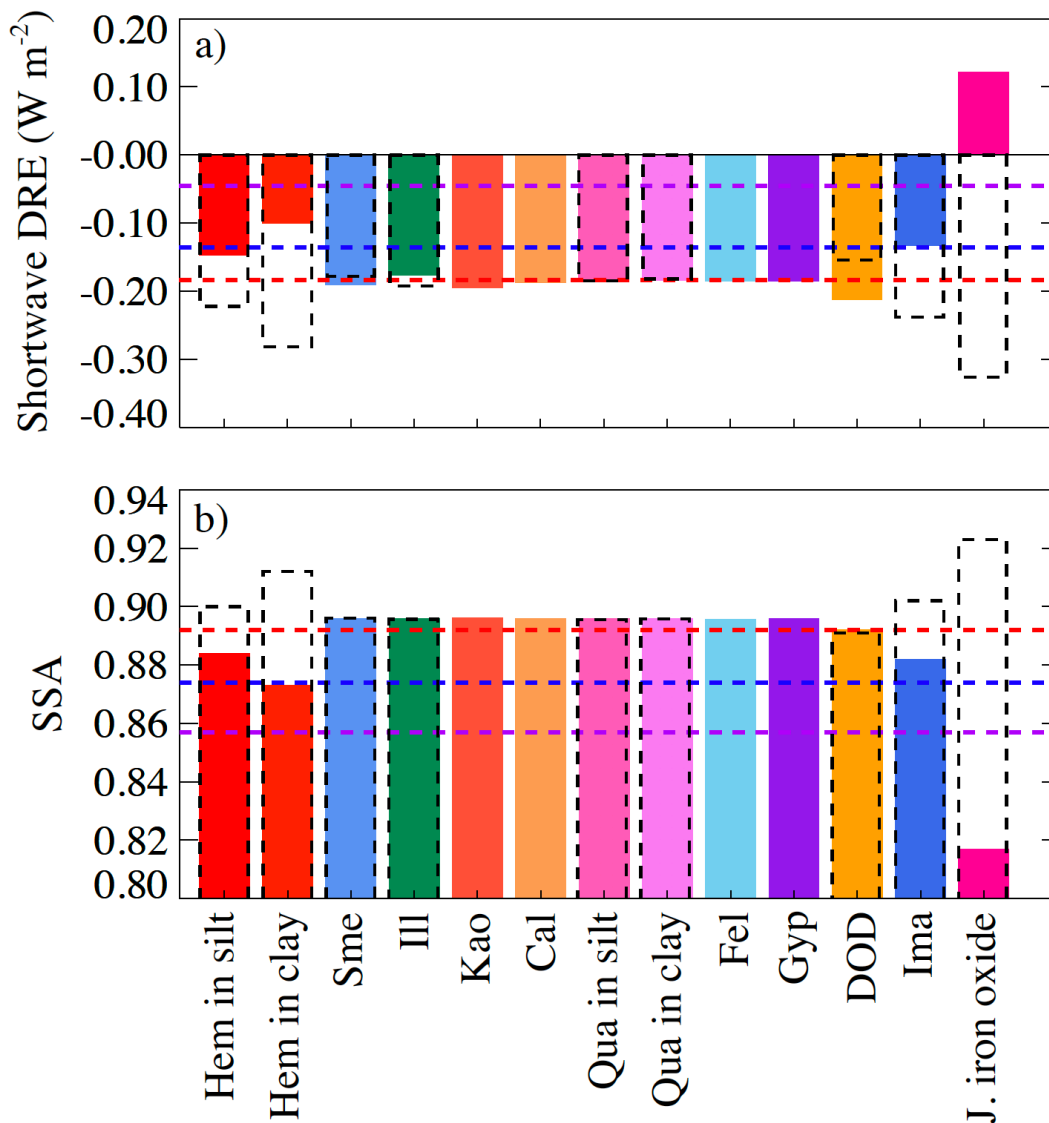 Shortwave DRE (W m⁻²)
a)
0.20
0.10
-0.00
-0.10
-0.20
-0.30
-0.40
SSA
b)
0.94
0.92
0.90
0.88
0.86
0.84
0.82
0.80
Hem in silt
Hem in clay
Sme
Ill
Kao
Cal
Qua in silt
Qua in clay
Fel
Gyp
DOD
Ima
J. iron oxide